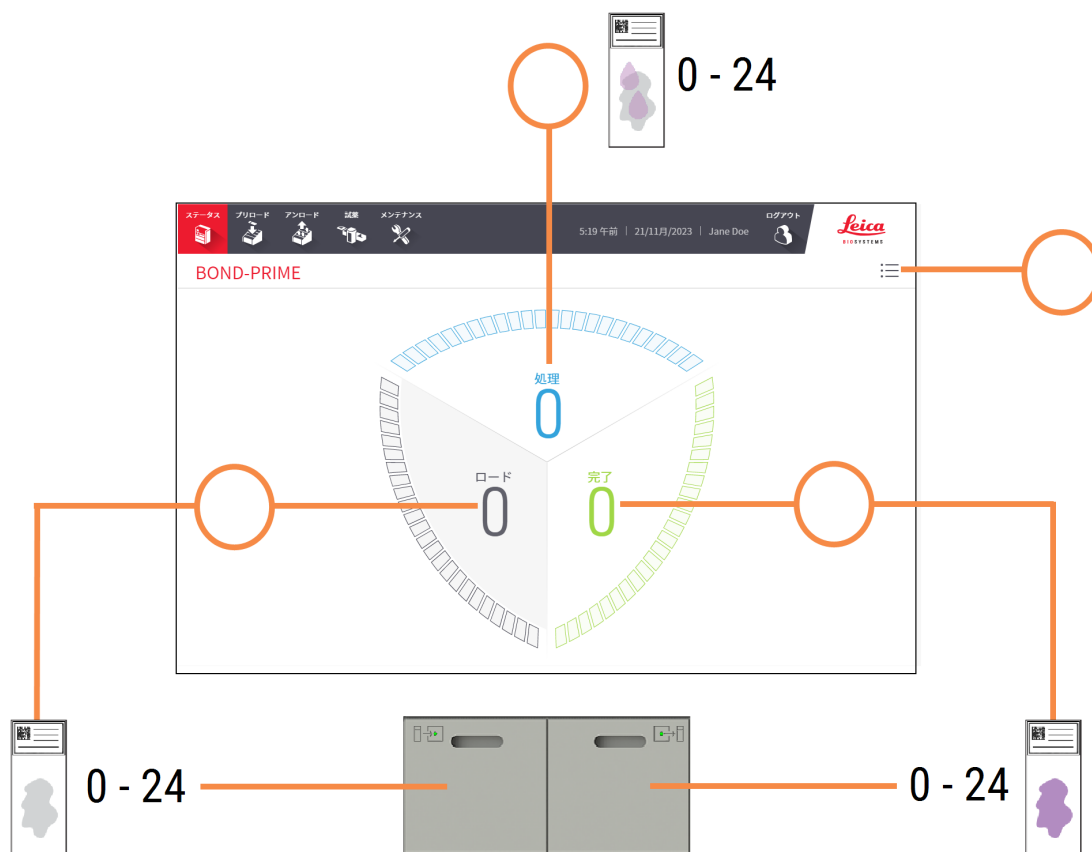 0 - 24
ステータス
プリロード
アンロード
試薬
メンテナンス
5:19 午前 | 21/11月/2023 | Jane Doe
ログアウト
Leica
BIOSYSTEMS
BOND-PRIME
処理
0
ロード
0
完了
0
0 - 24
0 - 24